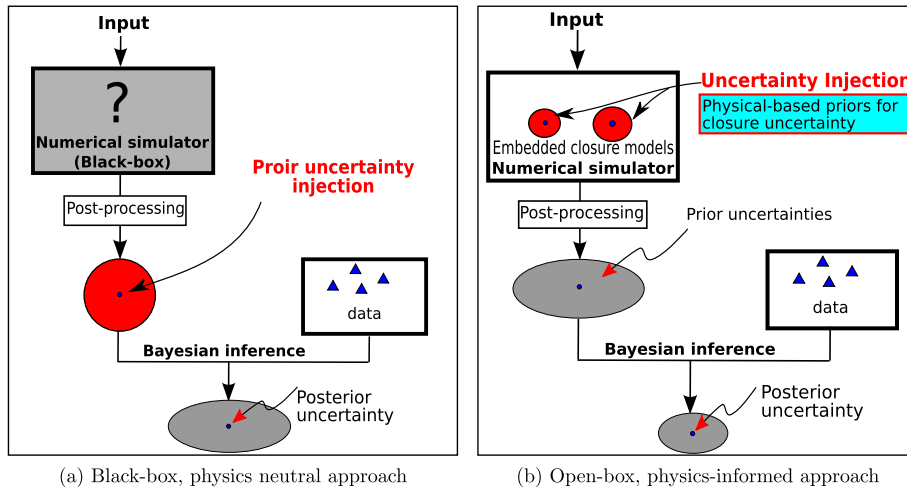 Input
?
Numerical simulator
(Black-box)
Proir uncertainty
injection
Post-processing
data
Bayesian inference
Posterior
uncertainty
(a) Black-box, physics neutral approach
Input
Uncertainty Injection
Physical-based priors for
closure uncertainty
Embedded closure models
Numerical simulator
Post-processing
Prior uncertainties
data
Bayesian inference
Posterior
uncertainty
(b) Open-box, physics-informed approach